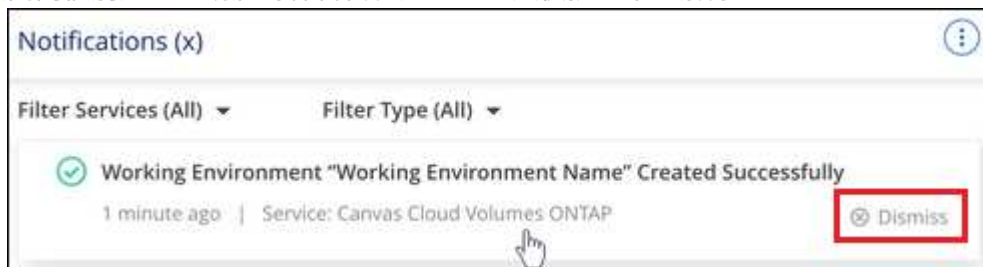 Notifications (x)
Filter Services (All) Filter Type (All)
Working Environment “Working Environment Name” Created Successfully
1 minute ago | Service: Canvas Cloud Volumes ONTAP Dismiss